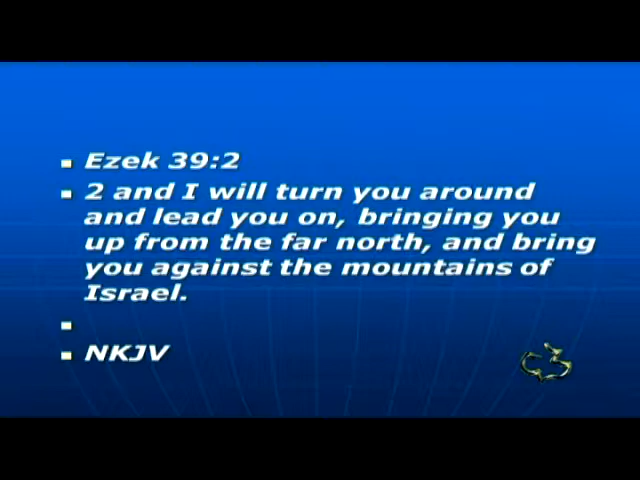 Ezek 39:2
2 and I will turn you around
and lead you on, bringing you
up from the far north, and bring
you against the mountains of
Israel.
NKJV